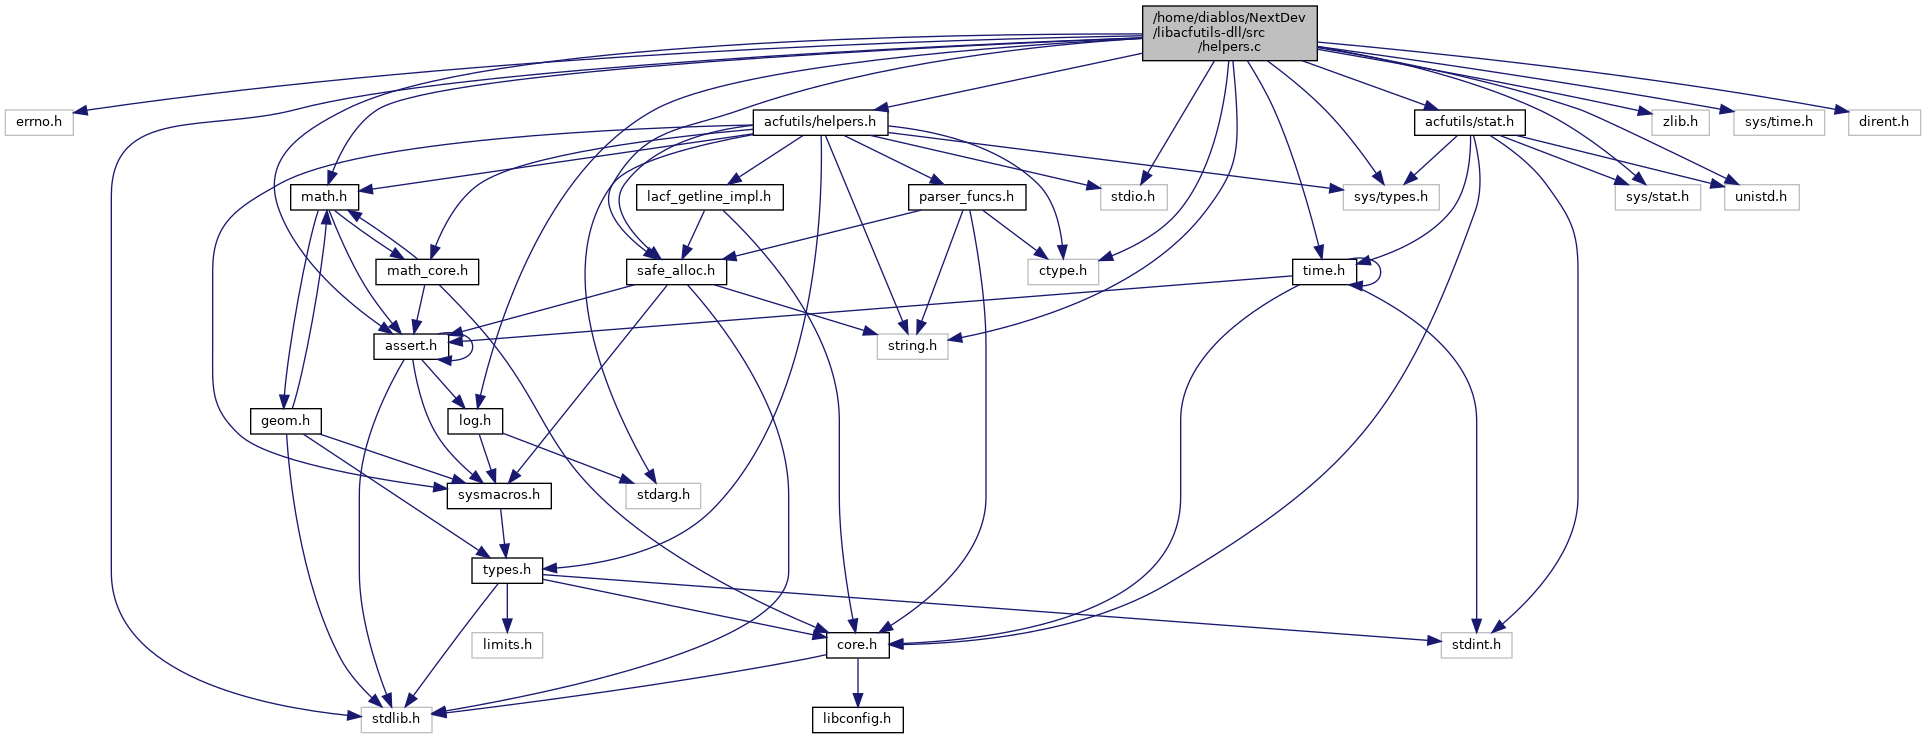 /home/diablos/NextDev
/libacfutils-dll/src
/helpers.c
errno.h
acfutils/helpers.h
acfutils/stat.h
zlib.h
sys/time.h
dirent.h
math.h
lacf_getline_impl.h
parser_funcs.h
stdio.h
sys/types.h
sys/stat.h
unistd.h
math_core.h
safe_alloc.h
ctype.h
time.h
assert.h
string.h
geom.h
log.h
sysmacros.h
stdarg.h
types.h
limits.h
core.h
stdint.h
stdlib.h
libconfig.h